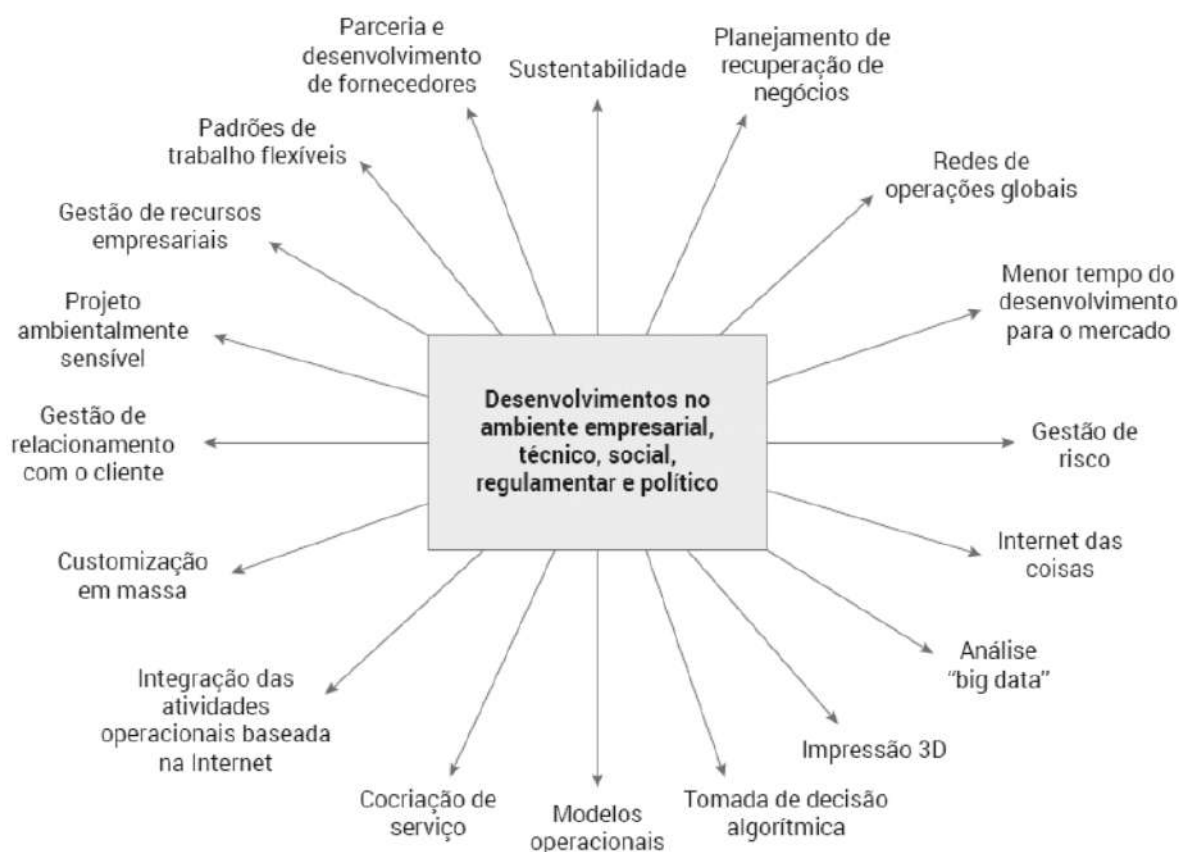 Parceria e
desenvolvimento
de fornecedores
Sustentabilidade
Planejamento de
recuperação de
negócios
Padrões de
trabalho flexíveis
Redes de
operações globais
Gestão de recursos
empresariais
Menor tempo do
desenvolvimento
para o mercado
Projeto
ambientalmente
sensível
Desenvolvimentos no
ambiente empresarial,
técnico, social,
regulamentar e político
Gestão de
relacionamento
com o cliente
Gestão de
risco
Customização
em massa
Internet das
coisas
Integração das
atividades
operacionais baseada
na Internet
Análise
“big data”
Impressão 3D
Cocriação de
serviço
Modelos
operacionais
Tomada de decisão
algorítmica